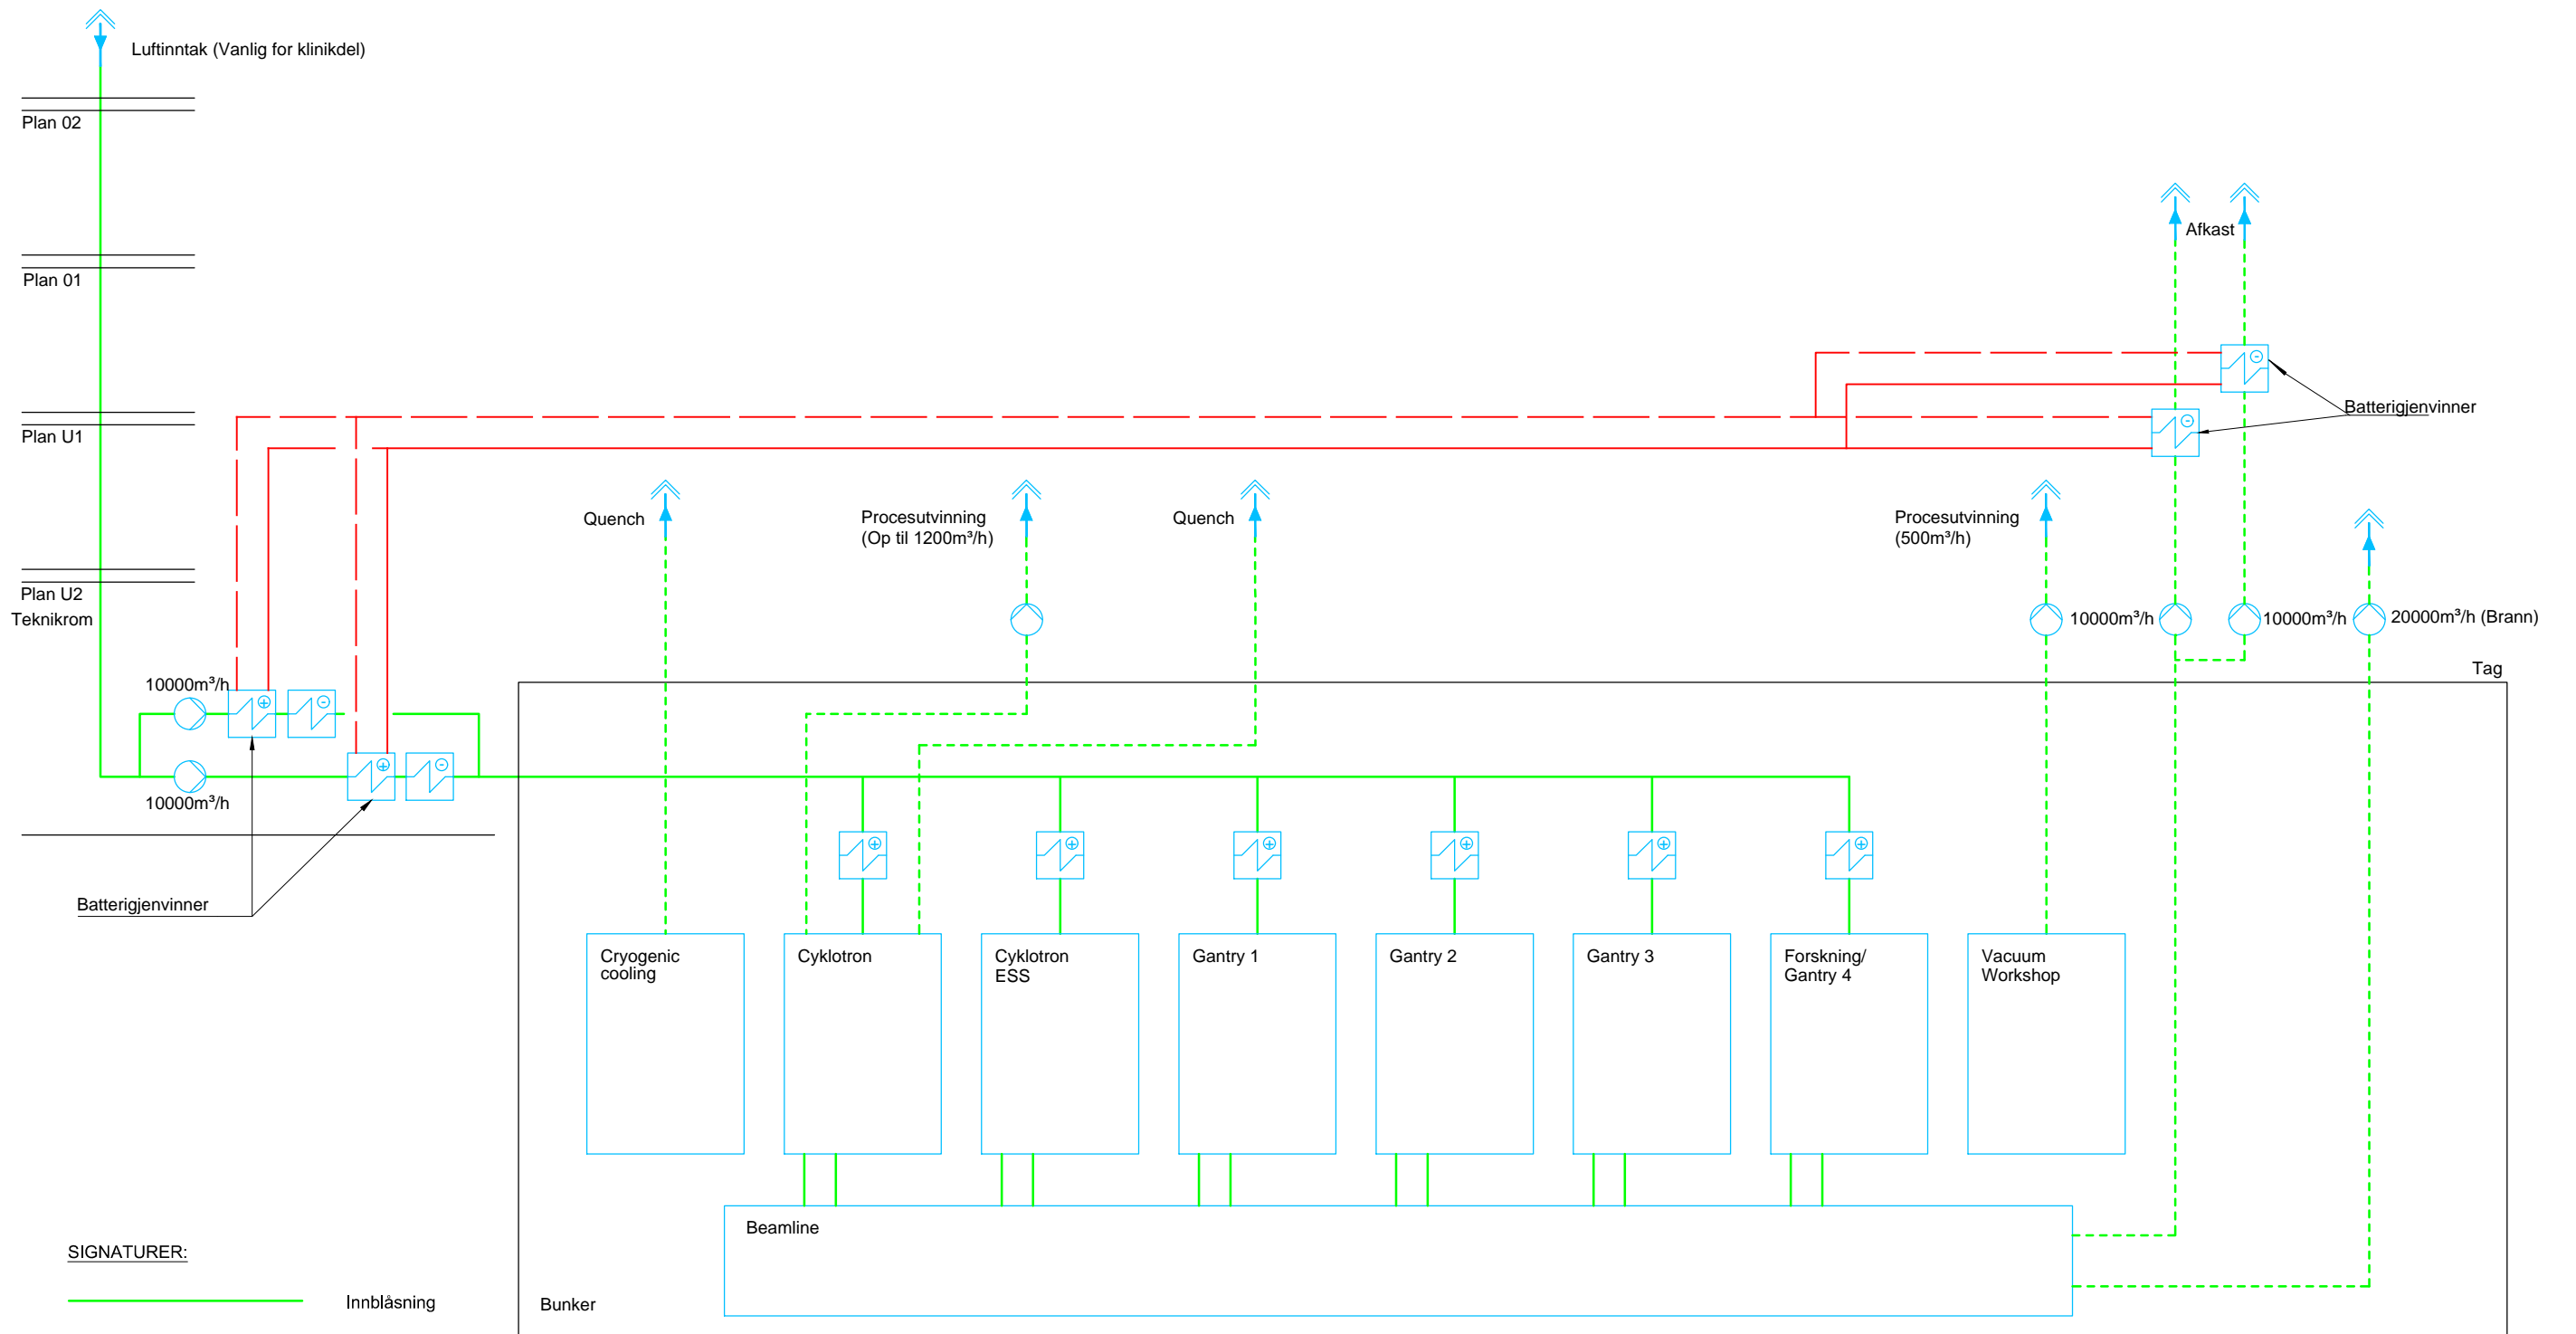 Luftinntak (Vanlig for klinikdel)
Plan 02
Afkast
Plan 01
Batterigjenvinner
Plan U1
Quench
Procesutvinning
(Op til 1200m³/h)
Quench
Procesutvinning
(500m³/h)
Plan U2
Teknikrom
10000m³/h
10000m³/h
20000m³/h (Brann)
Tag
10000m³/h
10000m³/h
Batterigjenvinner
Cryogenic
cooling
Cyklotron
Cyklotron
ESS
Gantry 1
Gantry 2
Gantry 3
Forskning/
Gantry 4
Vacuum
Workshop
Beamline
SIGNATURER:
Innblåsning
Bunker